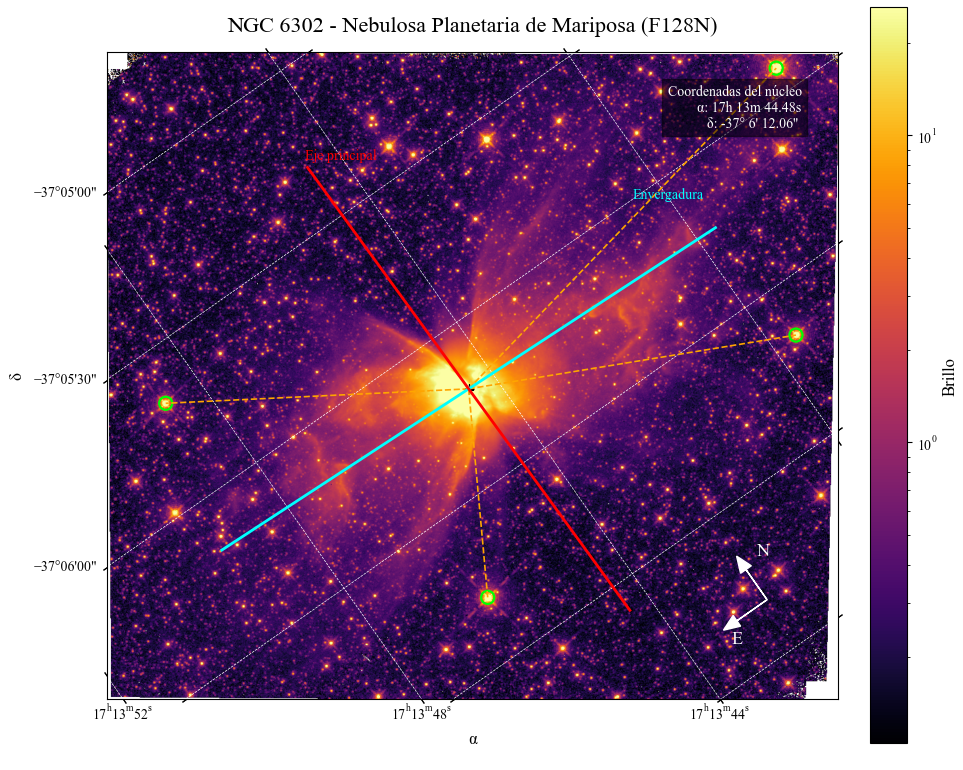 NGC 6302 - Nebulosa Planetaria de Mariposa (F128N)
Coordenadas del núcleo
α: 17h 13m 44.48s
δ: -37° 6' 12.06"
Eje principal
Envergadura
−37°05'00"
−37°05'30"
−37°06'00"
δ
N
E
17h13m52s
17h13m48s
17h13m44s
α
10^1
10^0
Brillo